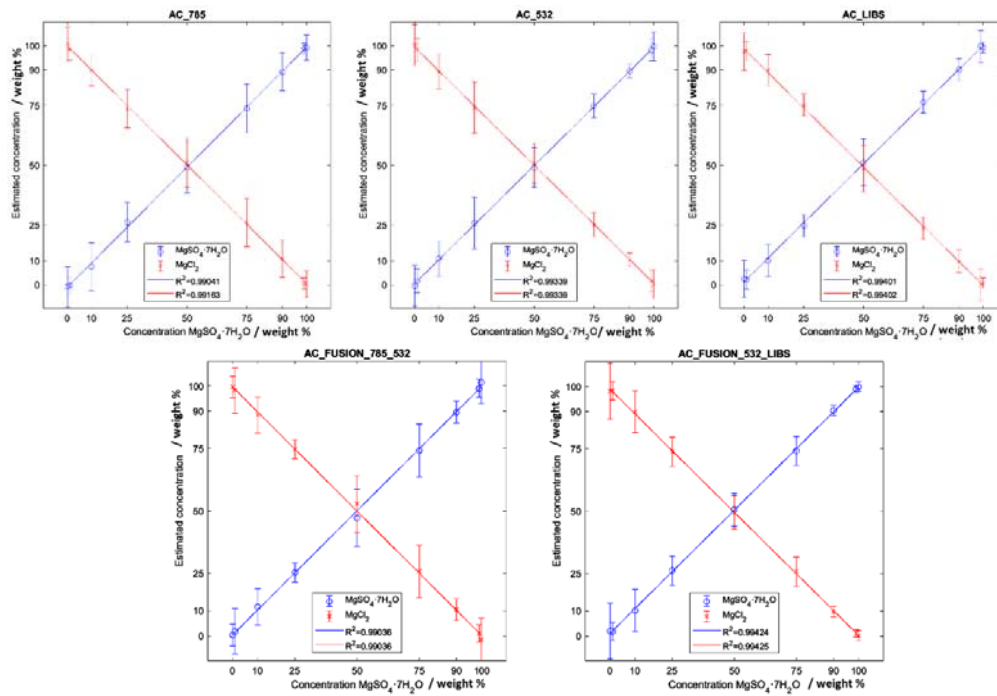 AC_785
Estimated concentration / weight %
100
90
75
50
25
10
0
MgSO₄·7H₂O
MgCl₂
R²=0.99041
R²=0.99163
0 10 25 50 75 90 100
Concentration MgSO₄·7H₂O / weight %
AC_532
Estimated concentration / weight %
100
90
75
50
25
10
0
MgSO₄·7H₂O
MgCl₂
R²=0.99339
R²=0.99339
0 10 25 50 75 90 100
Concentration MgSO₄·7H₂O / weight %
AC_LIBS
Estimated concentration / weight %
100
90
75
50
25
10
0
MgSO₄·7H₂O
MgCl₂
R²=0.99401
R²=0.99402
0 10 25 50 75 90 100
Concentration MgSO₄·7H₂O / weight %
AC_FUSION_785_532
Estimated concentration / weight %
100
90
75
50
25
10
0
MgSO₄·7H₂O
MgCl₂
R²=0.99036
R²=0.99036
0 10 25 50 75 90 100
Concentration MgSO₄·7H₂O / weight %
AC_FUSION_532_LIBS
Estimated concentration / weight %
100
90
75
50
25
10
0
MgSO₄·7H₂O
MgCl₂
R²=0.99424
R²=0.99425
0 10 25 50 75 90 100
Concentration MgSO₄·7H₂O / weight %